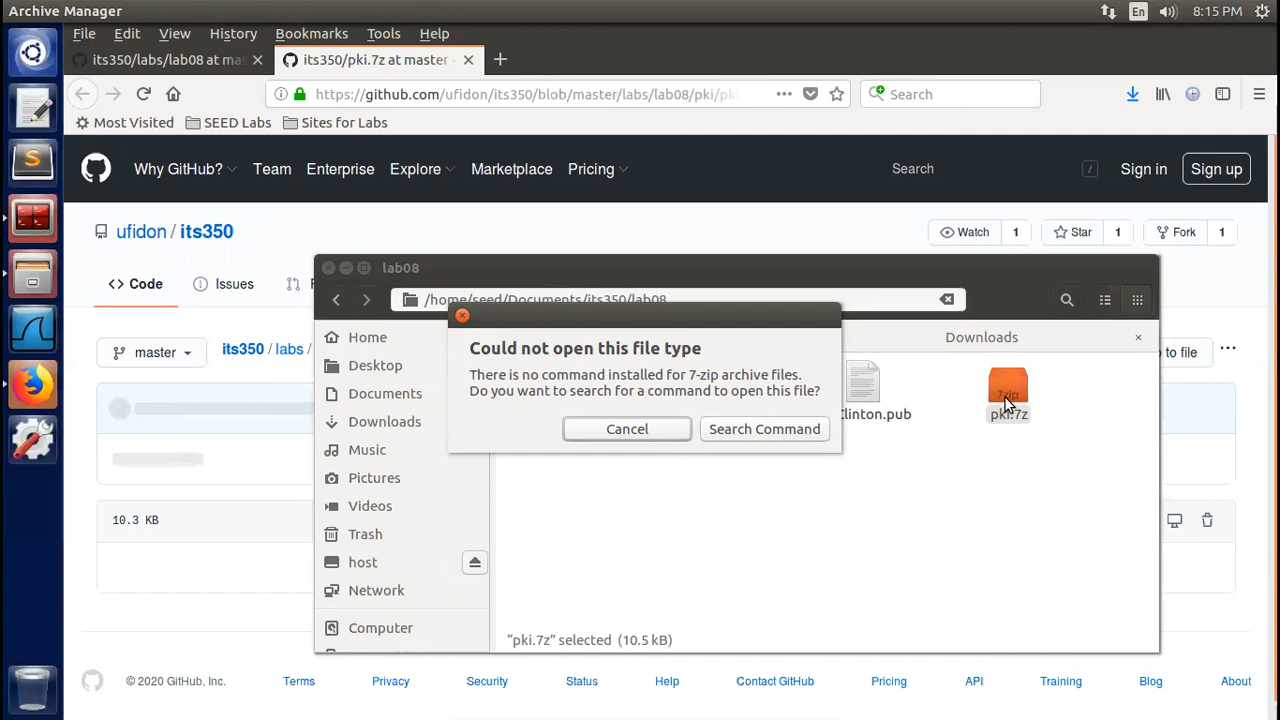 Archive Manager
En
8:15 PM
File Edit View History Bookmarks Tools Help
its350/labs/lab08 at mas
its350/pki.7z at master ·
https://github.com/ufidon/its350/blob/master/labs/lab08/pki/pk
Search
Most Visited SEED Labs Sites for Labs
Why GitHub? Team Enterprise Explore Marketplace Pricing
Search /
Sign in Sign up
ufidon / its350
Watch 1 Star 1 Fork 1
<> Code Issues
lab08
/home/seed/Documents/its350/lab08
Home
Desktop
Documents
Downloads
Music
Pictures
Videos
Trash
host
Network
Computer
Downloads
Could not open this file type
There is no command installed for 7-zip archive files.
Do you want to search for a command to open this file?
Cancel Search Command
clinton.pub
7zip
pki.7z
master
its350 / labs /
to file
10.3 KB
“pki.7z” selected (10.5 kB)
© 2020 GitHub, Inc. Terms Privacy Security Status Help Contact GitHub Pricing API Training Blog About